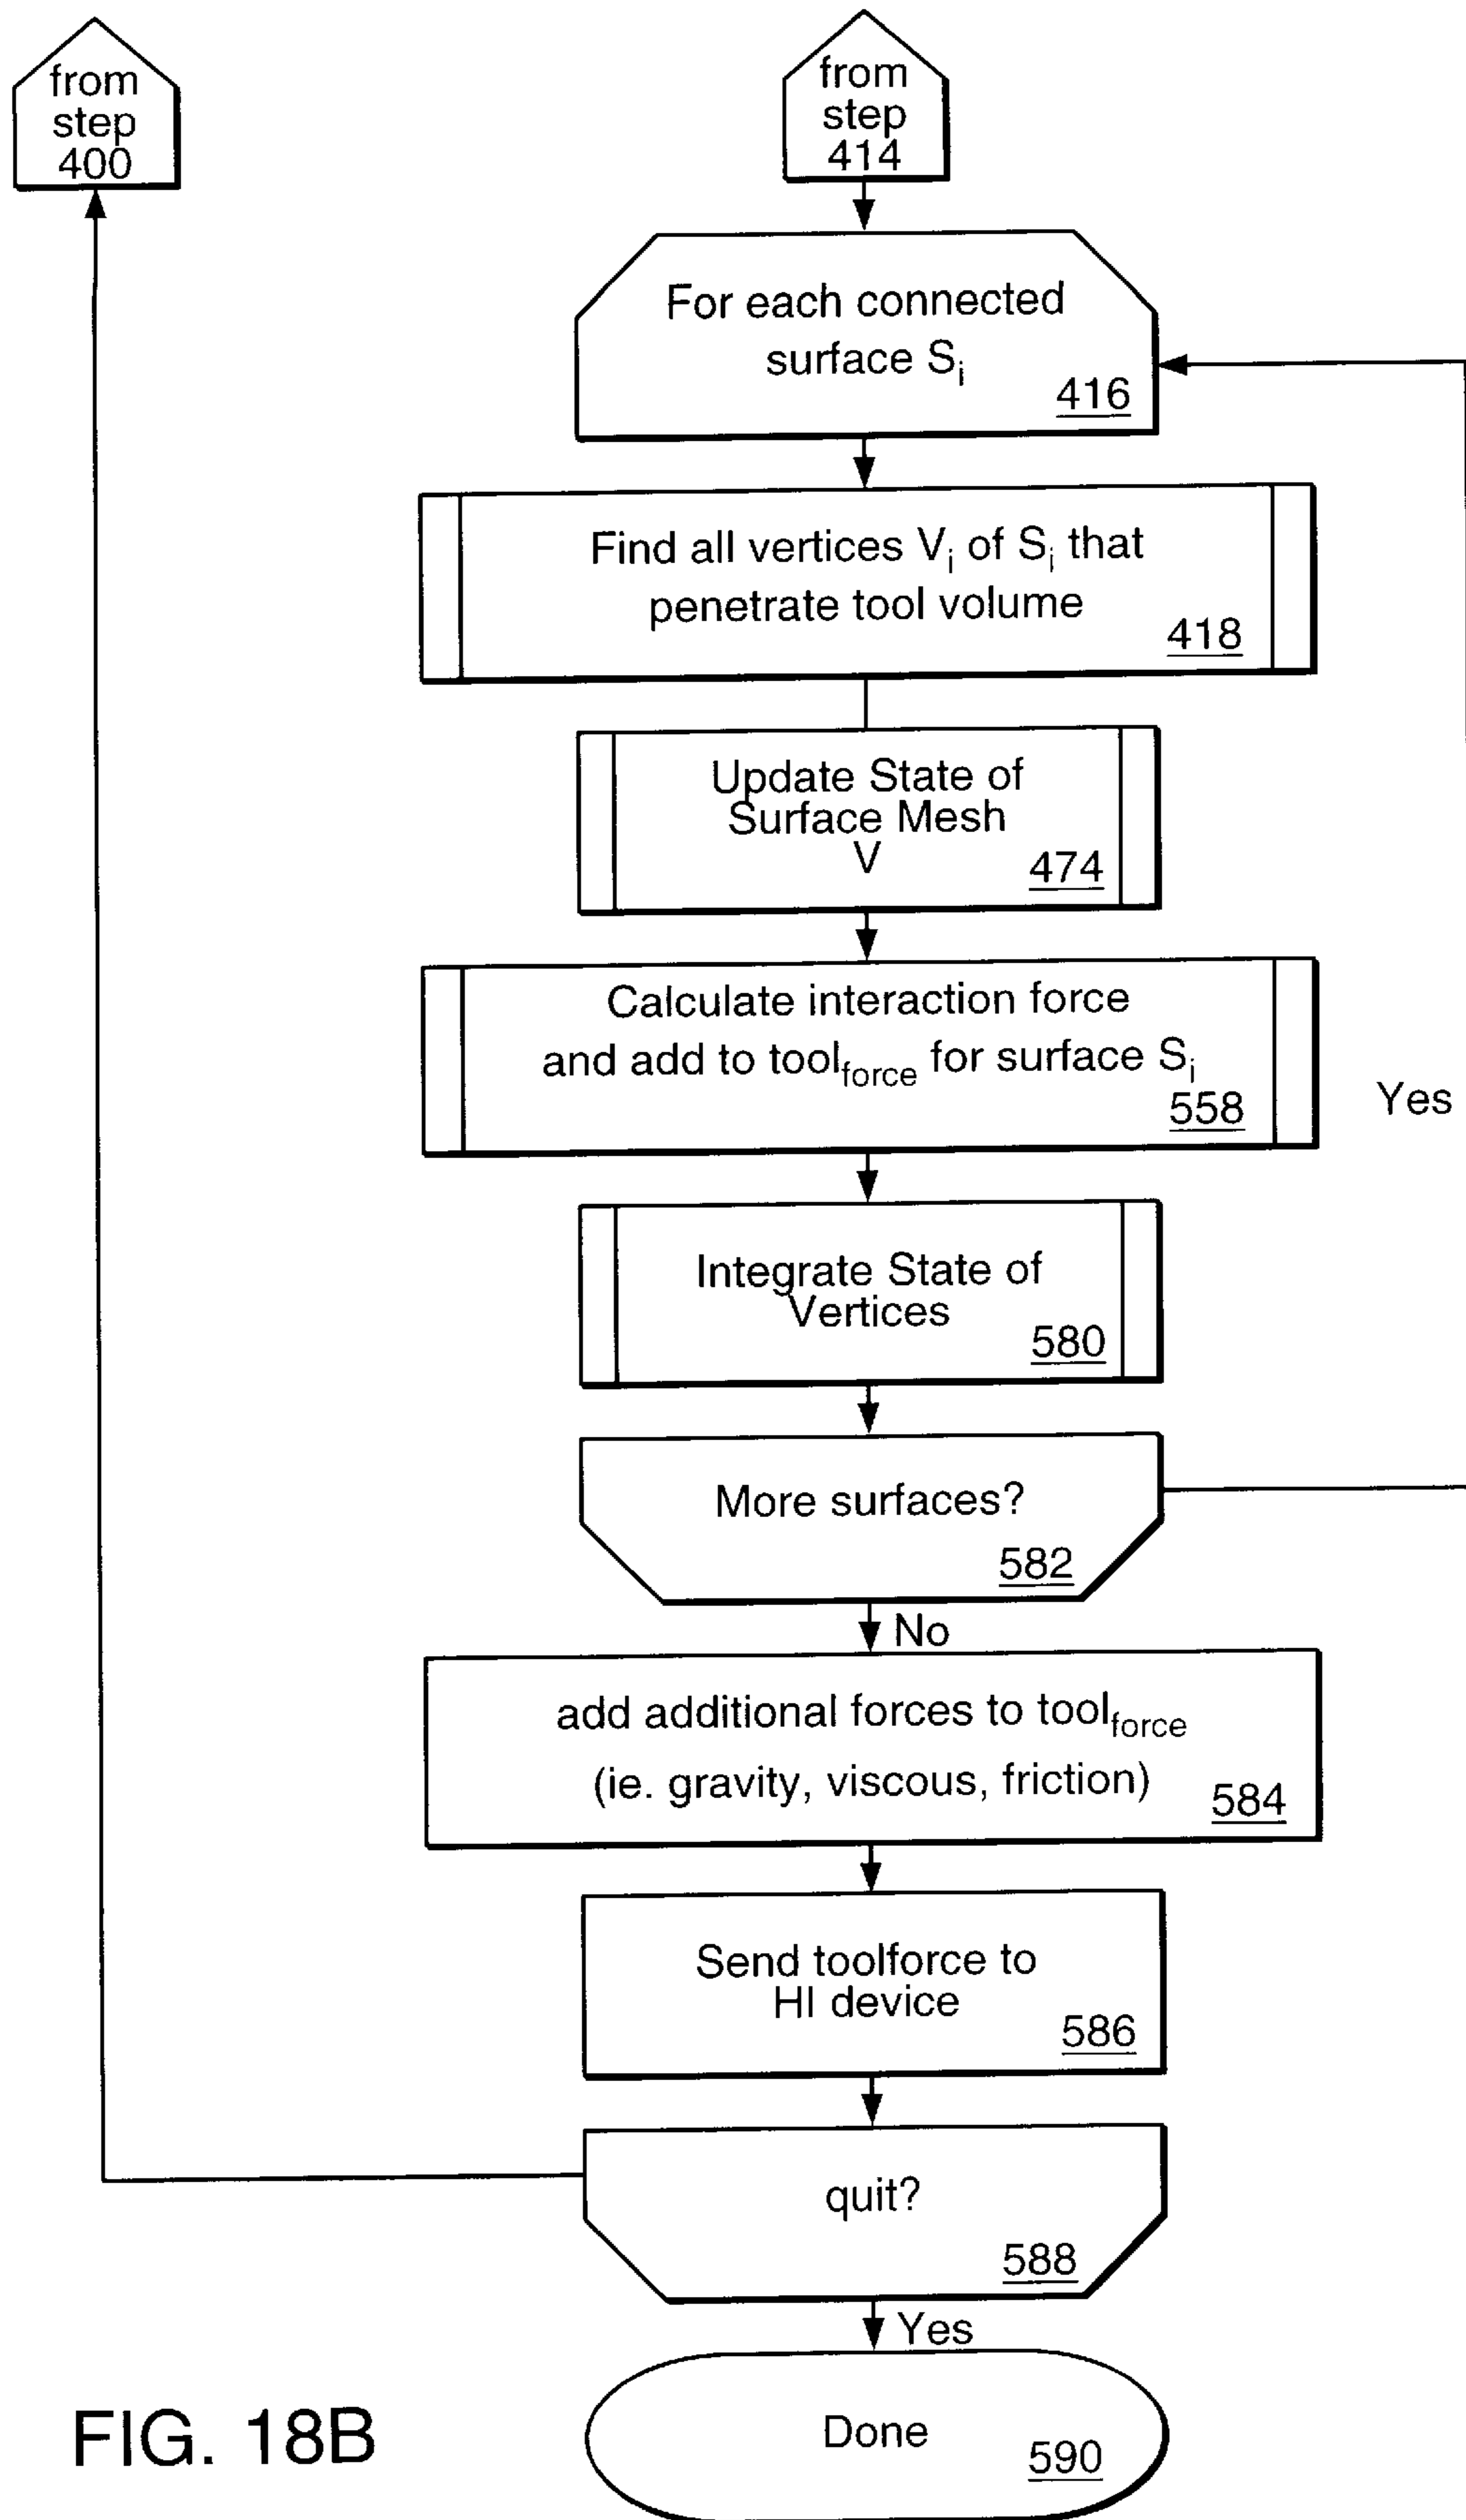 from
step
400
from
step
414
For each connected
surface Si
416
Find all vertices Vi of Si that
penetrate tool volume
418
Update State of
Surface Mesh
V
474
Calculate interaction force
and add to toolforce for surface Si
558
Yes
Integrate State of
Vertices
580
More surfaces?
582
No
add additional forces to toolforce
(ie. gravity, viscous, friction)
584
Send toolforce to
HI device
586
quit?
588
Yes
Done
590
FIG. 18B